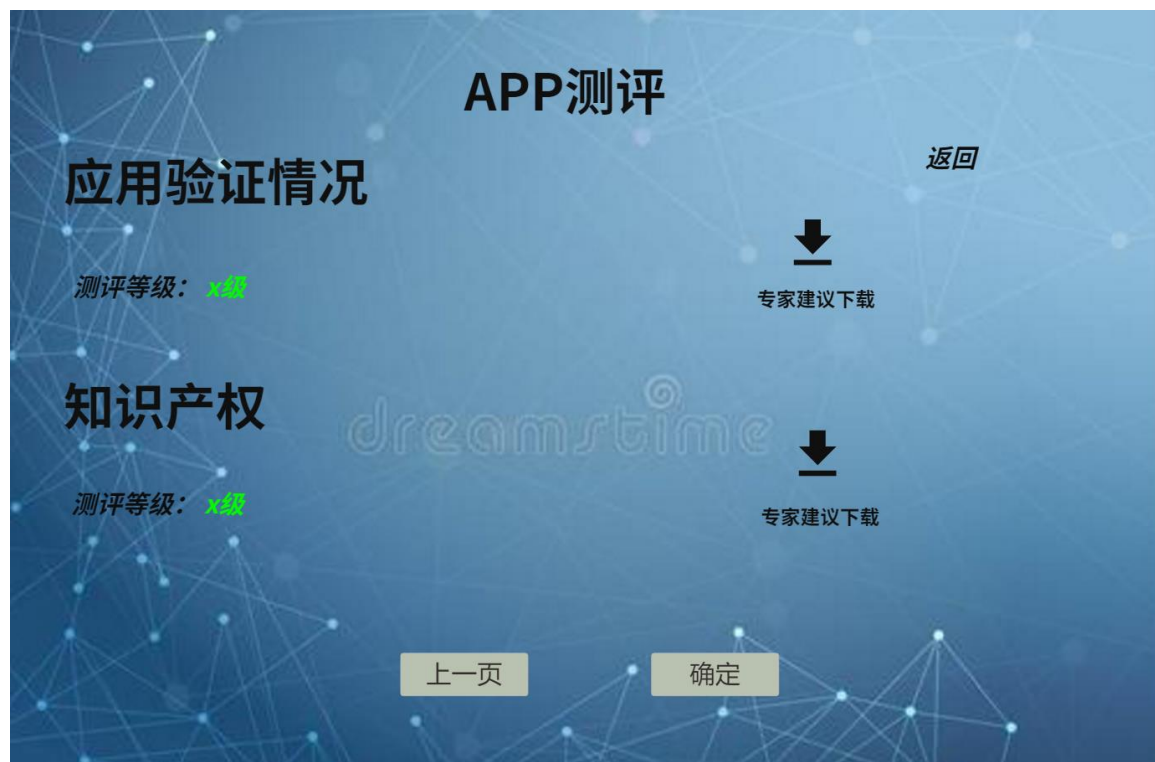 APP测评
返回
应用验证情况
测评等级： x级
专家建议下载
知识产权
dreamstime
测评等级： x级
专家建议下载
上一页
确定